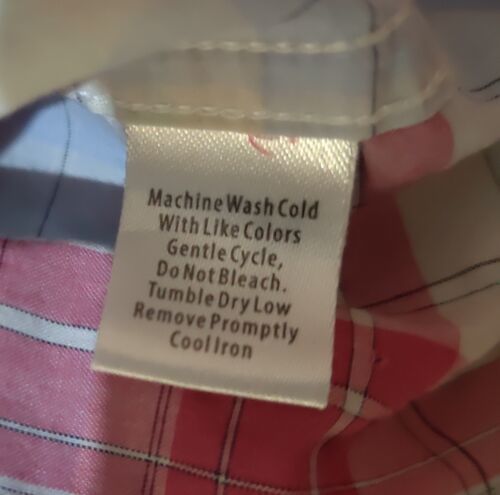 Machine Wash Cold
With Like Colors
Gentle Cycle,
Do Not Bleach.
Tumble Dry Low
Remove Promptly
Cool Iron